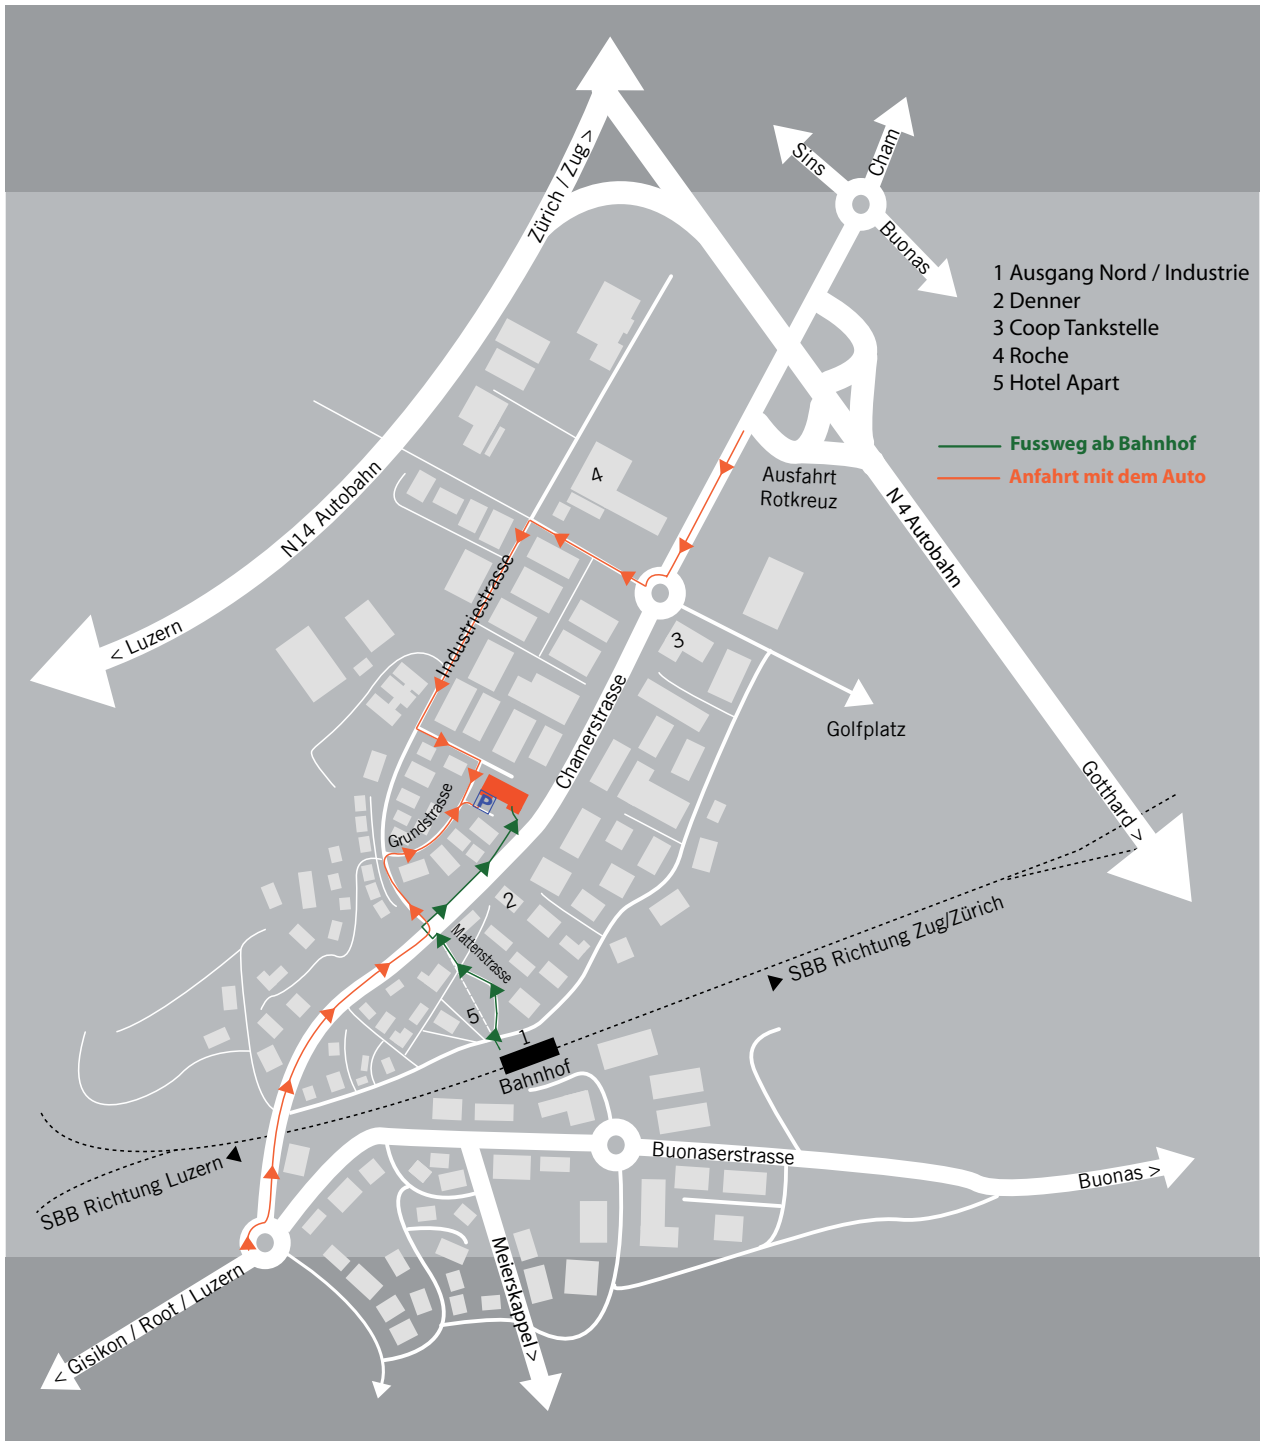 Zürich / Zug >
Sins
Cham
Buonas
1 Ausgang Nord / Industrie
2 Denner
3 Coop Tankstelle
4 Roche
5 Hotel Apart
Fussweg ab Bahnhof
Anfahrt mit dem Auto
Ausfahrt
Rotkreuz
4
N14 Autobahn
N 4 Autobahn
< Luzern
Industriestrasse
3
Chamerstrasse
Golfplatz
Gotthard >
P
Grundstrasse
2
Mattenstrasse
SBB Richtung Zug/Zürich
5
1
Bahnhof
SBB Richtung Luzern
Buonaserstrasse
Buonas >
Meierskappel >
< Gisikon / Root / Luzern